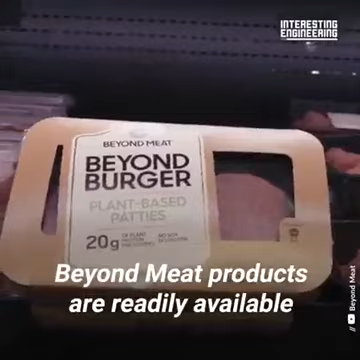 INTERESTING
ENGINEERING
BEYOND MEAT
BEYOND
BURGER
PLANT-BASED
PATTIES
20g
Beyond Meat products
are readily available
// Beyond Meat